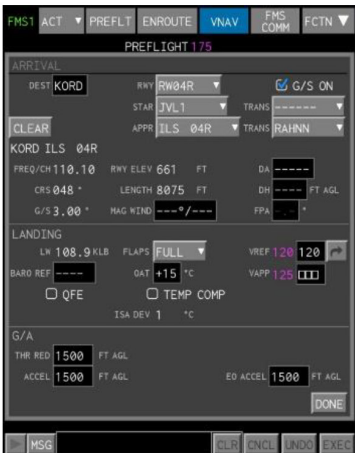 FMS1 ACT ▼ PREFLT ENROUTE VNAV FMS COMM FCTN ▼
PREFLIGHT 175
ARRIVAL
DEST KORD RWY RW04R ▼ ☑ G/S ON
STAR JVL1 ▼ TRANS ------ ▼
CLEAR APPR ILS 04R ▼ TRANS RAHNN ▼
KORD ILS 04R
FREQ/CH 110.10 RWY ELEV 661 FT DA -----
CRS 048 ° LENGTH 8075 FT DH ---- FT AGL
G/S 3.00 ° MAG WIND ---°/--- FPA -.- °
LANDING
LW 108.9 KLB FLAPS FULL ▼ VREF 120 120
BARO REF ---- OAT +15 °C VAPP 125 □□□
☐ QFE ☐ TEMP COMP
ISA DEV 1 °C
G/A
THR RED 1500 FT AGL
ACCEL 1500 FT AGL EO ACCEL 1500 FT AGL
DONE
MSG CLR CNCL UNDO EXEC